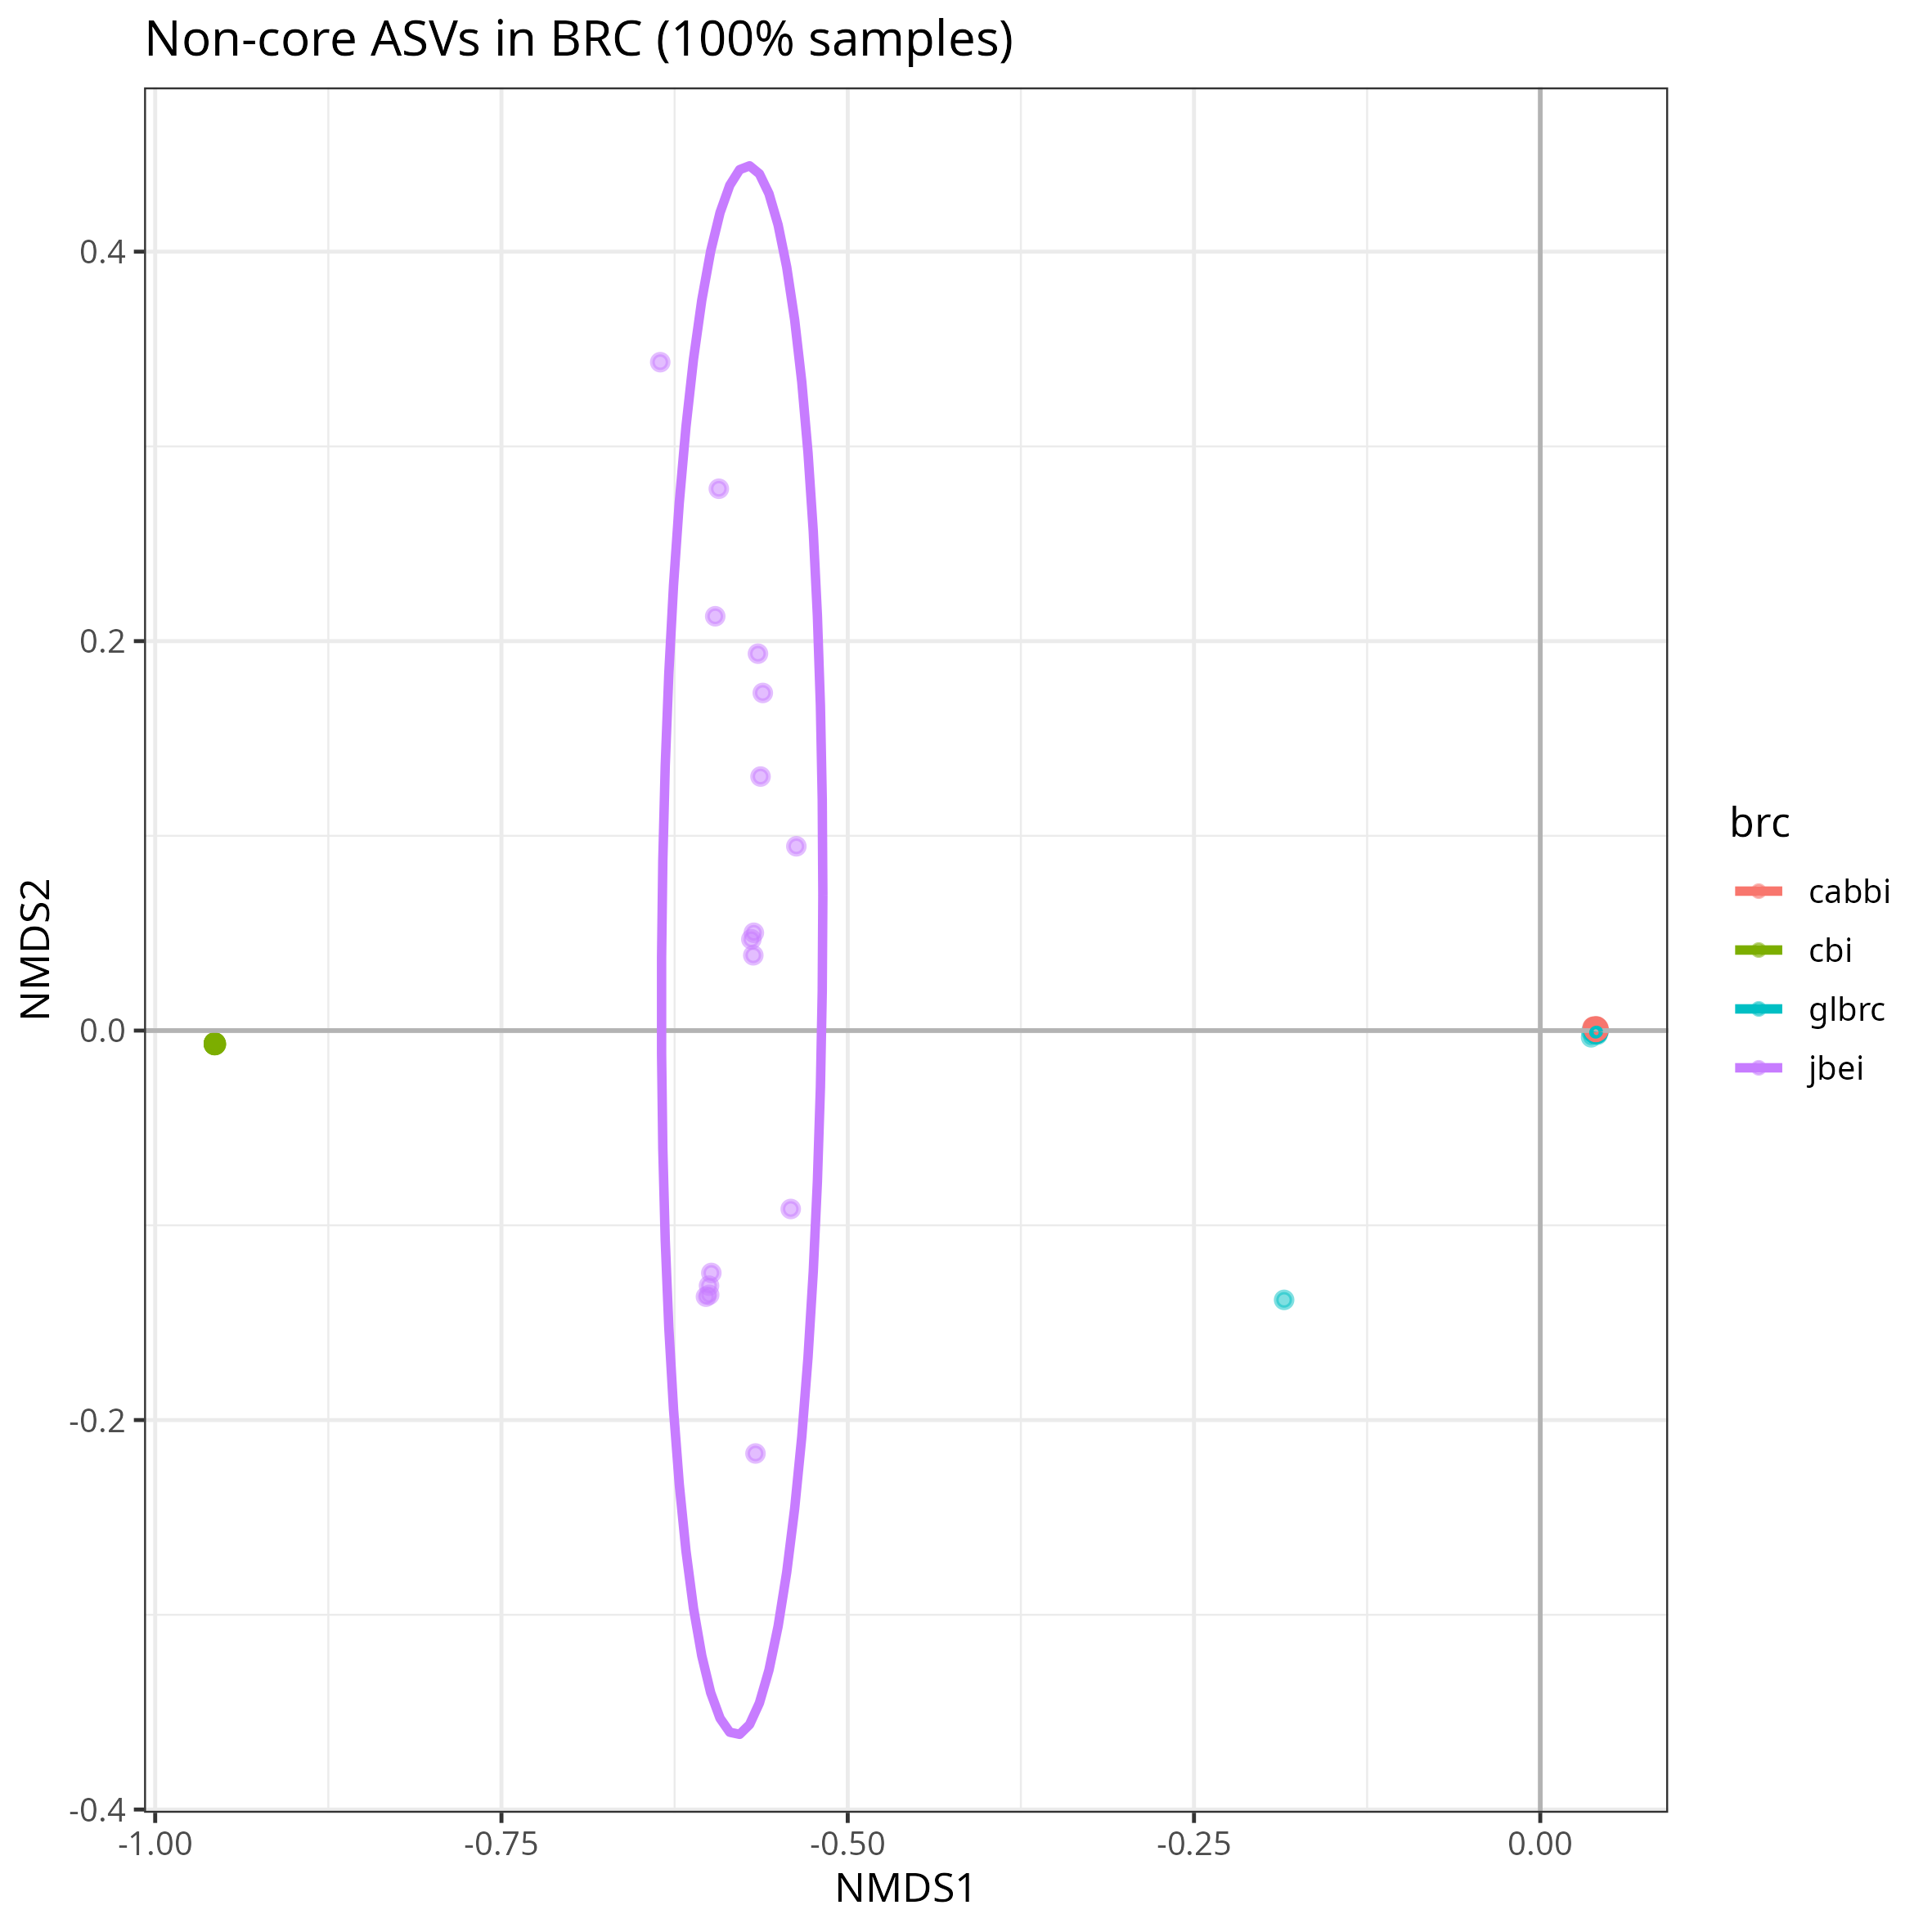 Non-core ASVs in BRC (100% samples)
0.4
0.2
0.0
-0.2
-0.4
NMDS2
-1.00
-0.75
-0.50
-0.25
0.00
NMDS1
brc
cabbi
cbi
glbrc
jbei